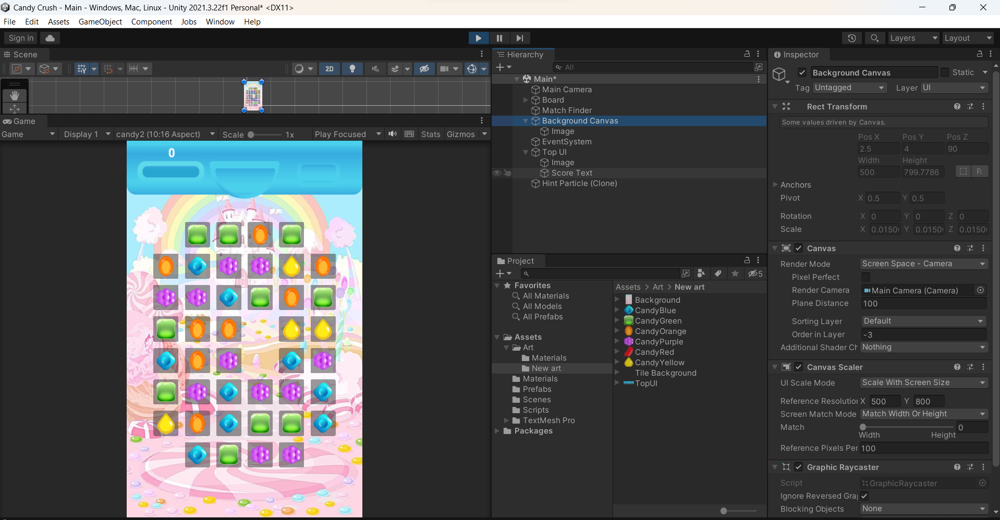 Candy Crush - Main - Windows, Mac, Linux - Unity 2021.3.22f1 Personal* <DX11>
File Edit Assets GameObject Component Jobs Window Help
Sign in
Layers
Layout
Scene
2D
Game
Game
Display 1
candy2 (10:16 Aspect)
Scale
1x
Play Focused
Stats
Gizmos
0
Hierarchy
All
Main*
Main Camera
Board
Match Finder
Background Canvas
Image
EventSystem
Top UI
Image
Score Text
Hint Particle (Clone)
Project
5
Favorites
All Materials
All Models
All Prefabs
Assets
Art
Materials
New art
Materials
Prefabs
Scenes
Scripts
TextMesh Pro
Packages
Assets > Art > New art
Background
CandyBlue
CandyGreen
CandyOrange
CandyPurple
CandyRed
CandyYellow
Tile Background
TopUI
Inspector
Background Canvas
Static
Tag Untagged
Layer UI
Rect Transform
Some values driven by Canvas.
Pos X Pos Y Pos Z
2.5 4 90
Width Height
500 799.7786
R
Anchors
Pivot X 0.5 Y 0.5
Rotation X 0 Y 0 Z 0
Scale X 0.0150 Y 0.0150 Z 0.0150
Canvas
Render Mode Screen Space - Camera
Pixel Perfect
Render Camera Main Camera (Camera)
Plane Distance 100
Sorting Layer Default
Order in Layer -3
Additional Shader Ch Nothing
Canvas Scaler
UI Scale Mode Scale With Screen Size
Reference Resolution X 500 Y 800
Screen Match Mode Match Width Or Height
Match 0
Width Height
Reference Pixels Per 100
Graphic Raycaster
Script GraphicRaycaster
Ignore Reversed Gra
Blocking Objects None